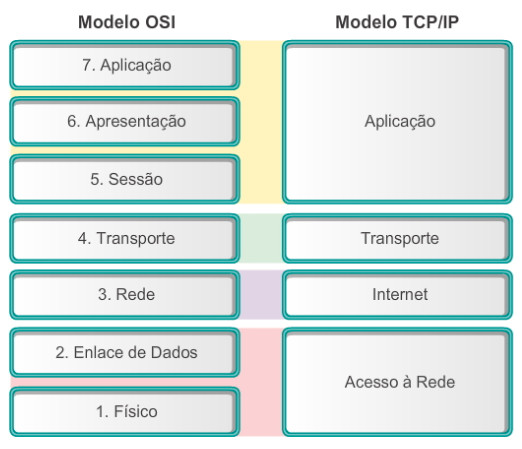 Modelo OSI
Modelo TCP/IP
7. Aplicação
6. Apresentação
5. Sessão
Aplicação
4. Transporte
Transporte
3. Rede
Internet
2. Enlace de Dados
1. Físico
Acesso à Rede